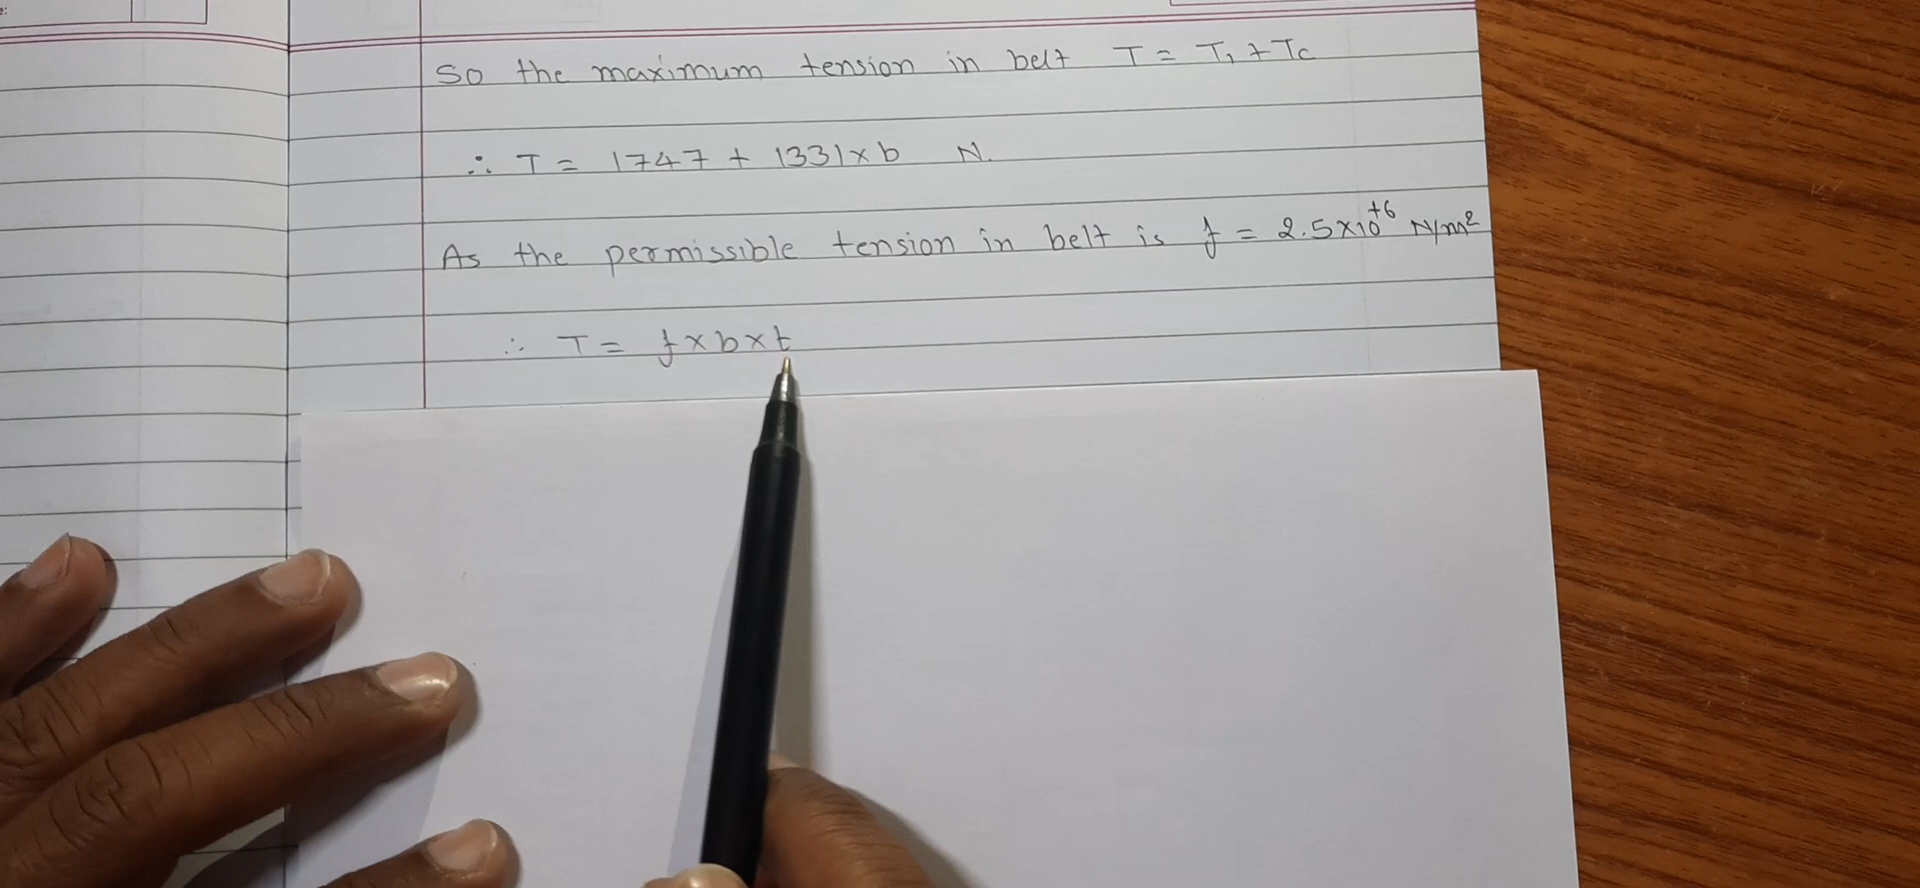 So the maximum tension in belt T = T₁ + Tc
∴ T = 1747 + 1331 × b N.
As the permissible tension in belt is f = 2.5×10⁺⁶ N/m²
∴ T = f × b × t